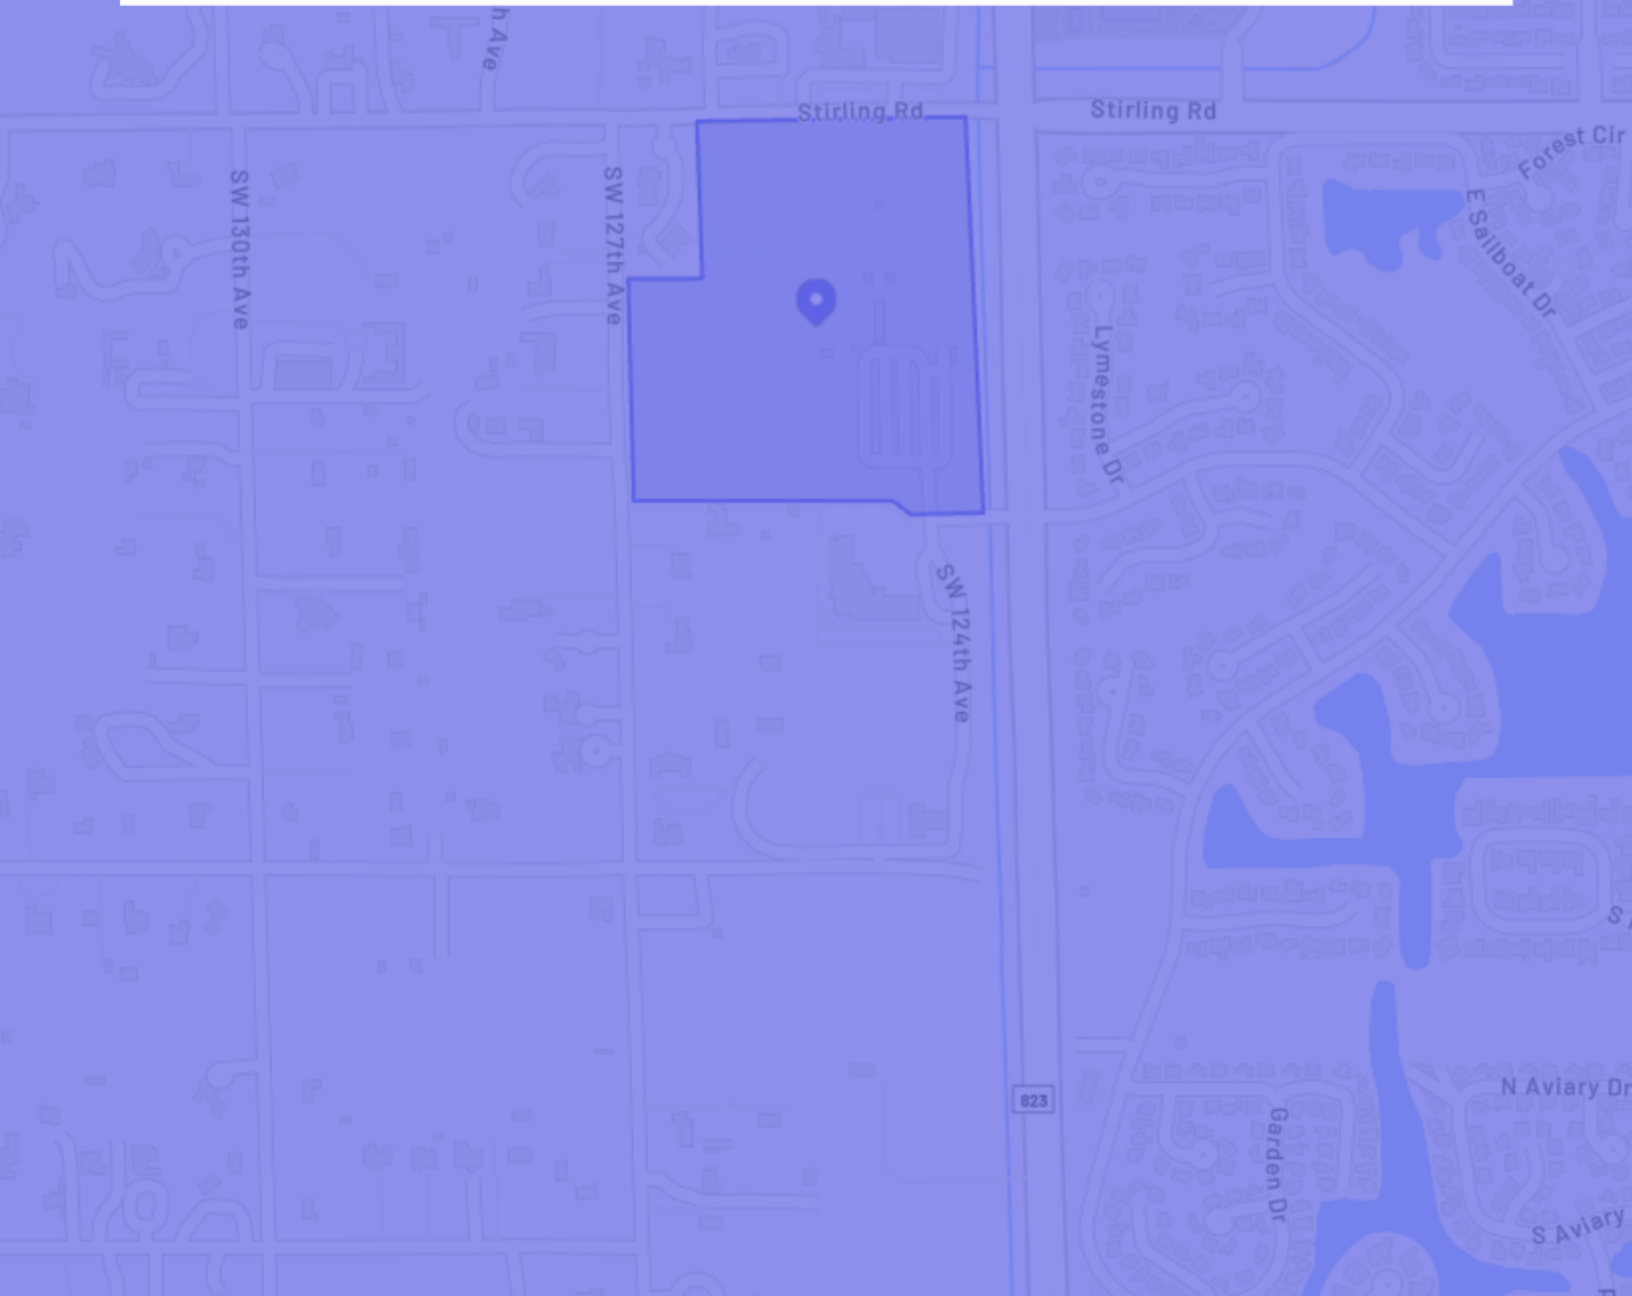 h Ave
Stirling Rd
Stirling Rd
Forest Cir
SW 130th Ave
SW 127th Ave
E Sailboat Dr
Lymestone Dr
SW 124th Ave
S
823
N Aviary Dr
Garden Dr
S Aviary